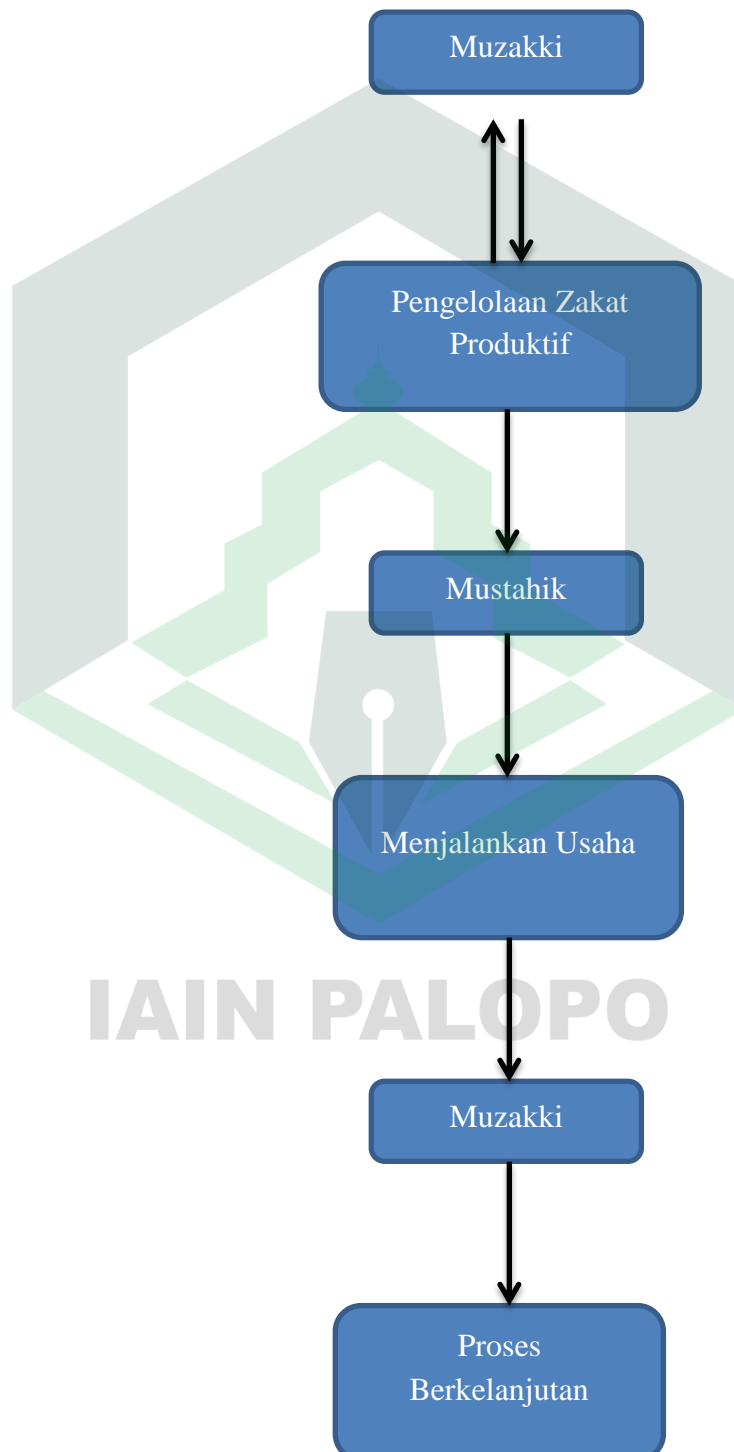 Muzakki
Pengelolaan Zakat
Produktif
Mustahik
Menjalankan Usaha
IAIN PALOPO
Muzakki
Proses
Berkelanjutan